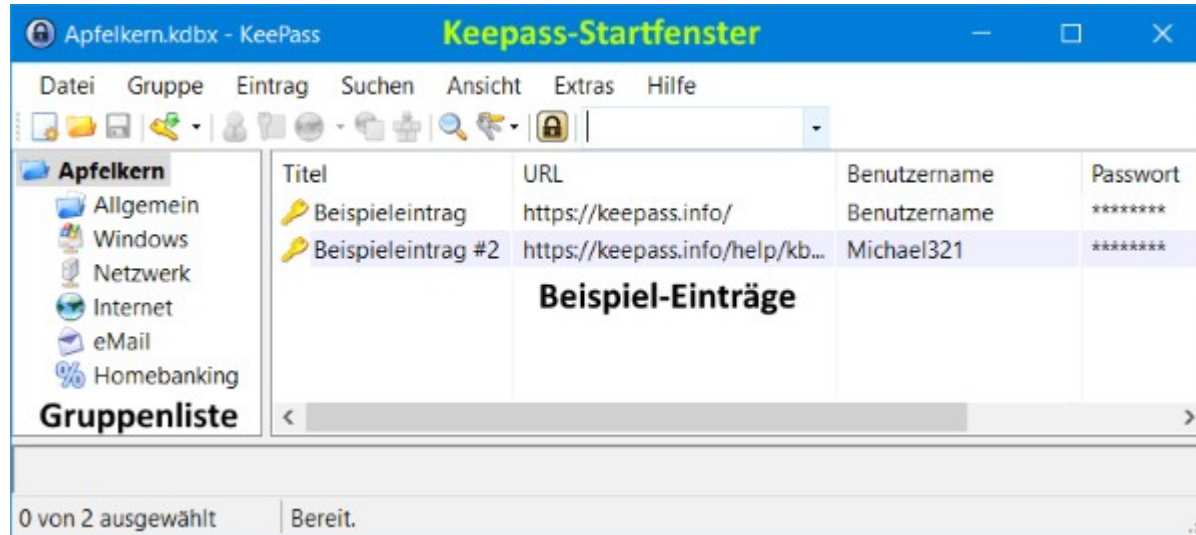 Apfelkern.kdbx - KeePass Keepass-Startfenster
Datei Gruppe Eintrag Suchen Ansicht Extras Hilfe
Apfelkern
Allgemein
Windows
Netzwerk
Internet
eMail
Homebanking
Gruppenliste
Titel URL Benutzername Passwort
Beispieleintrag https://keepass.info/ Benutzername ********
Beispieleintrag #2 https://keepass.info/help/kb... Michael321 ********
Beispiel-Einträge
0 von 2 ausgewählt Bereit.